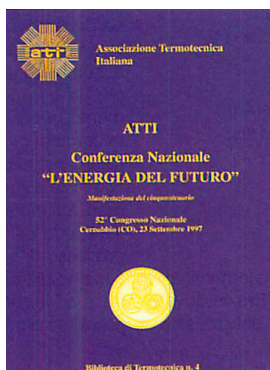 ati
Associazione Termotecnica
Italiana
ATTI
Conferenza Nazionale
“L'ENERGIA DEL FUTURO”
Manifestazione del cinquantenario
52° Congresso Nazionale
Cernobbio (CO), 23 Settembre 1997
Biblioteca di Termotecnica n. 4